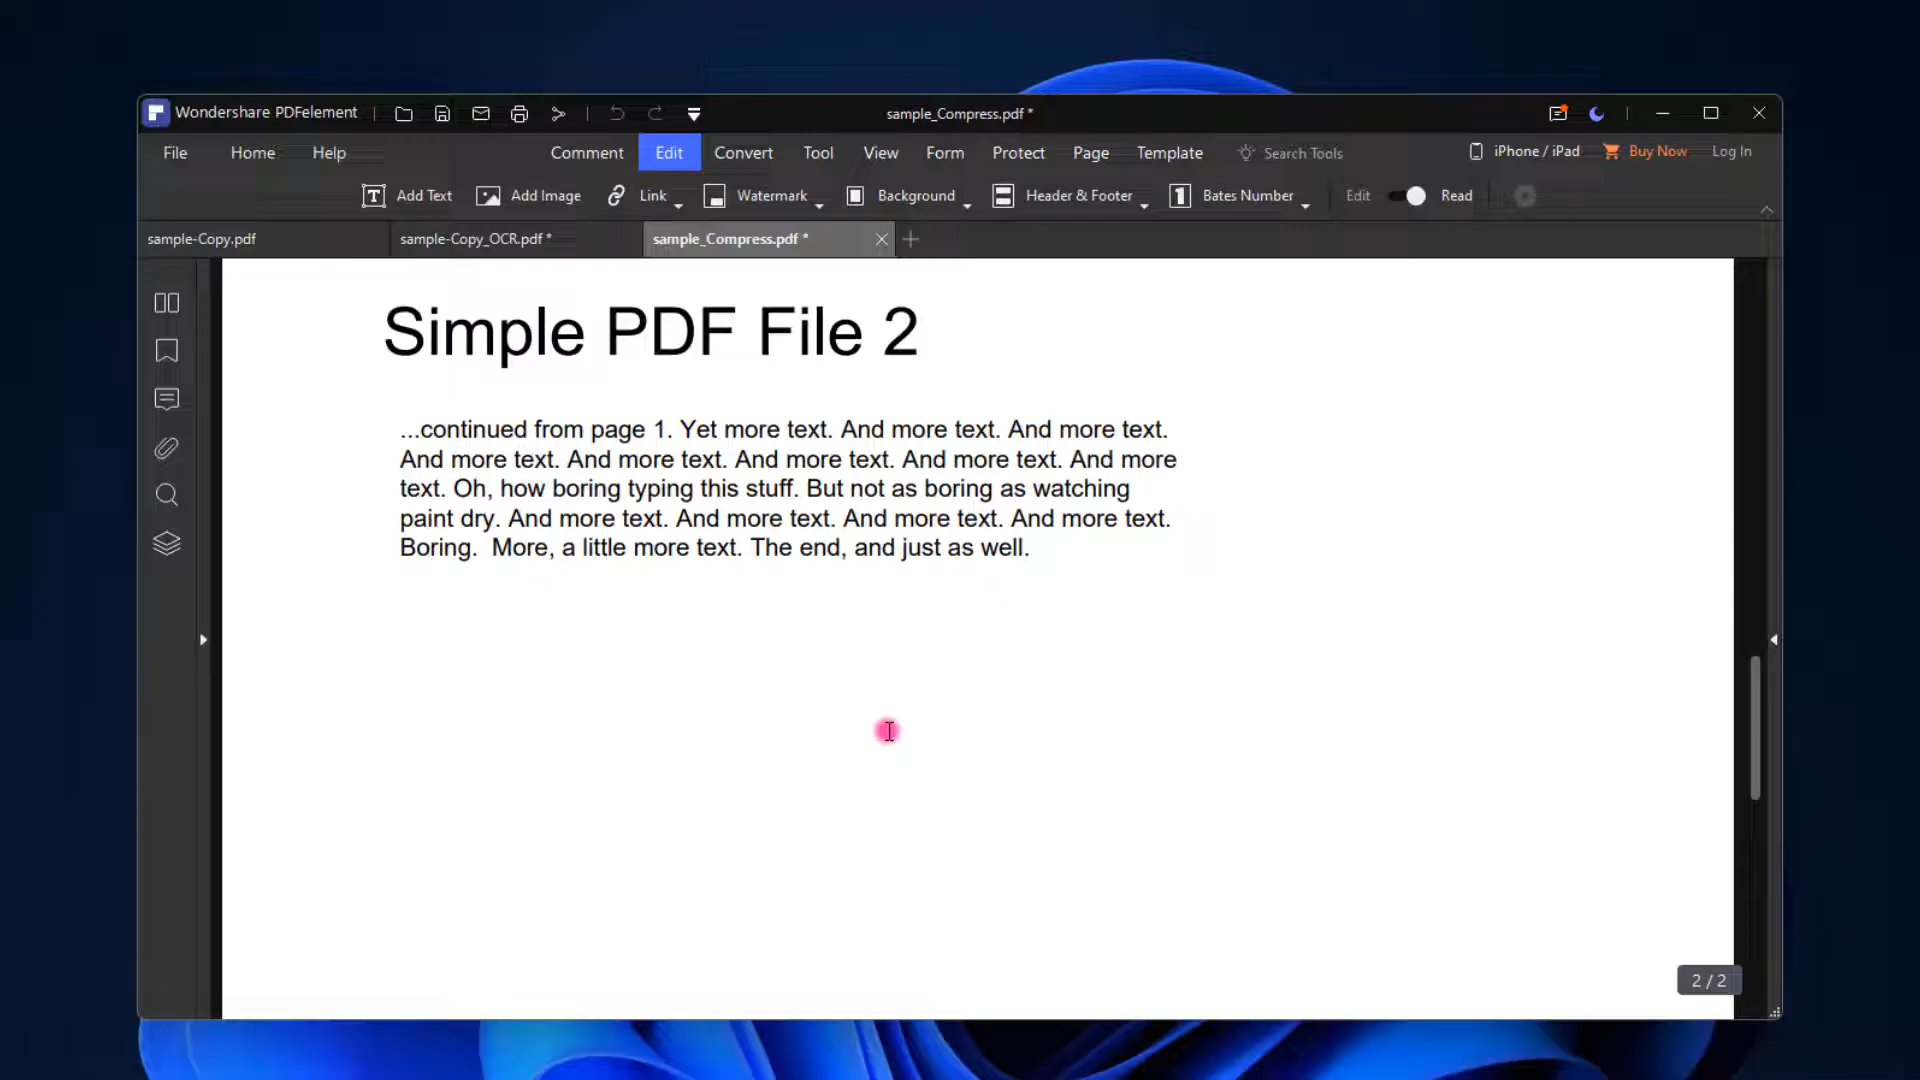 Wondershare PDFelement
sample_Compress.pdf *
File Home Help Comment Edit Convert Tool View Form Protect Page Template Search Tools iPhone / iPad Buy Now Log In
Add Text Add Image Link Watermark Background Header & Footer Bates Number Edit Read
sample-Copy.pdf sample-Copy_OCR.pdf * sample_Compress.pdf *
Simple PDF File 2
...continued from page 1. Yet more text. And more text. And more text.
And more text. And more text. And more text. And more text. And more
text. Oh, how boring typing this stuff. But not as boring as watching
paint dry. And more text. And more text. And more text. And more text.
Boring.  More, a little more text. The end, and just as well.
2 / 2